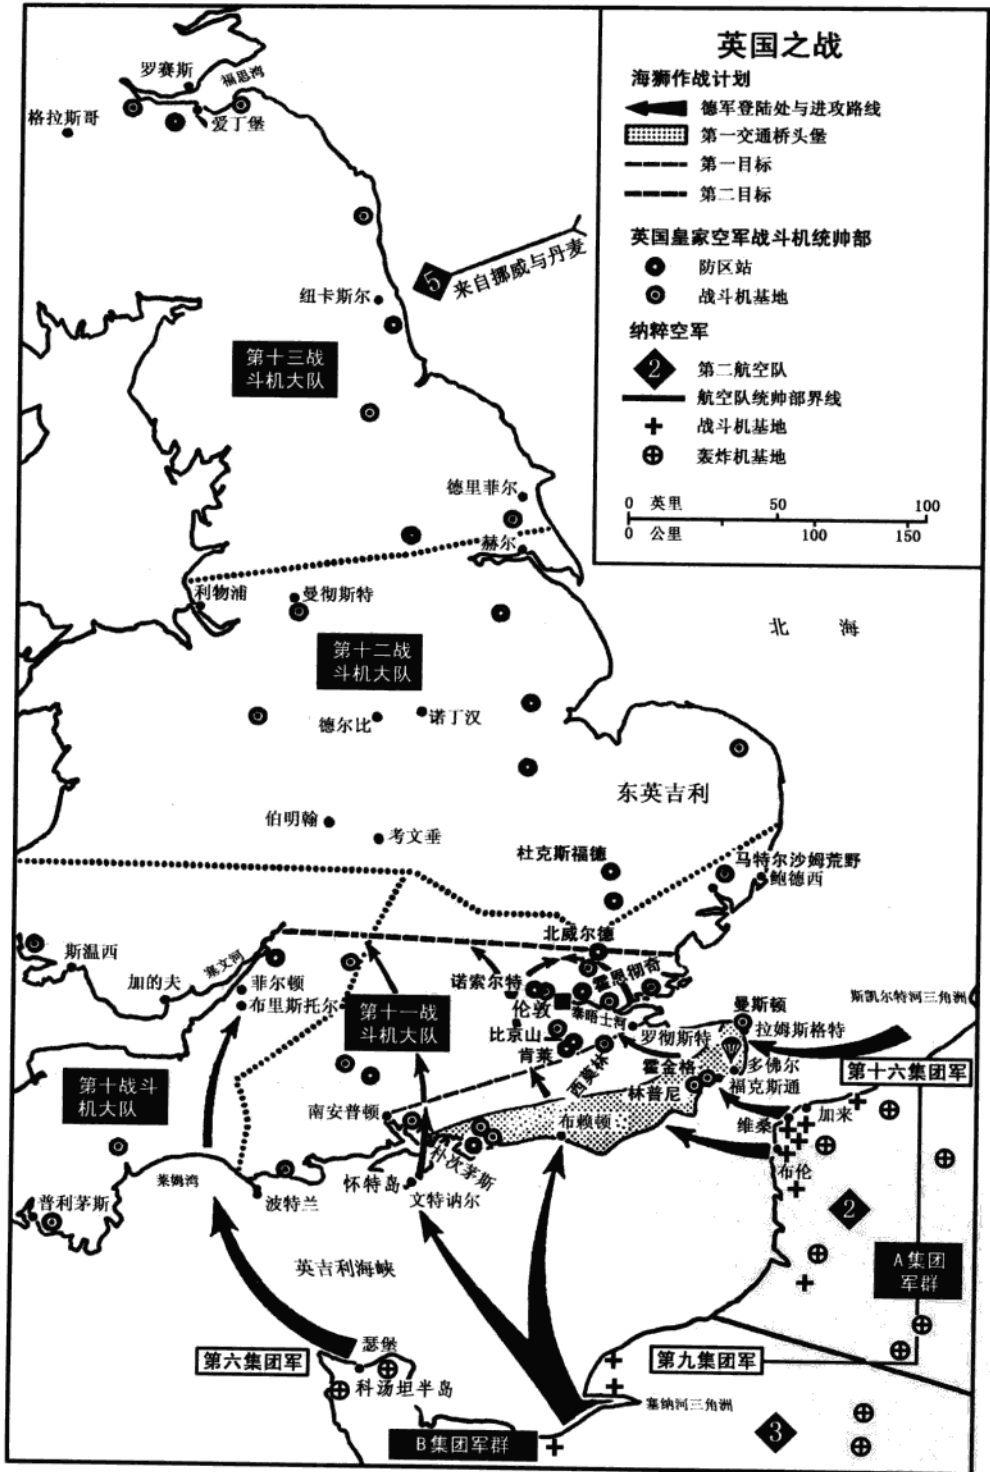 英国之战
海狮作战计划
德军登陆处与进攻路线
第一交通桥头堡
第一目标
第二目标
英国皇家空军战斗机统帅部
防区站
战斗机基地
纳粹空军
2
第二航空队
航空队统帅部界线
战斗机基地
轰炸机基地
0 英里 50 100
0 公里 100 150
罗赛斯
福思湾
格拉斯哥
爱丁堡
5
来自挪威与丹麦
纽卡斯尔
第十三战
斗机大队
德里菲尔
赫尔
利物浦
曼彻斯特
北 海
第十二战
斗机大队
德尔比
诺丁汉
东英吉利
伯明翰
考文垂
杜克斯福德
马特尔沙姆荒野
鲍德西
北威尔德
斯温西
加的夫
塞文河
菲尔顿
布里斯托尔
诺索尔特
霍恩彻奇
伦敦
泰晤士河
第十一战
斗机大队
比京山
肯莱
西莫林
罗彻斯特
曼斯顿
拉姆斯格特
斯凯尔特河三角洲
霍金格
林普尼
多佛尔
福克斯通
第十六集团军
第十战斗
机大队
南安普顿
布赖顿
维桑
加来
布伦
朴次茅斯
莱姆湾
普利茅斯
波特兰
怀特岛
文特讷尔
2
A集团
军群
英吉利海峡
瑟堡
第六集团军
科汤坦半岛
第九集团军
塞纳河三角洲
B集团军群
3